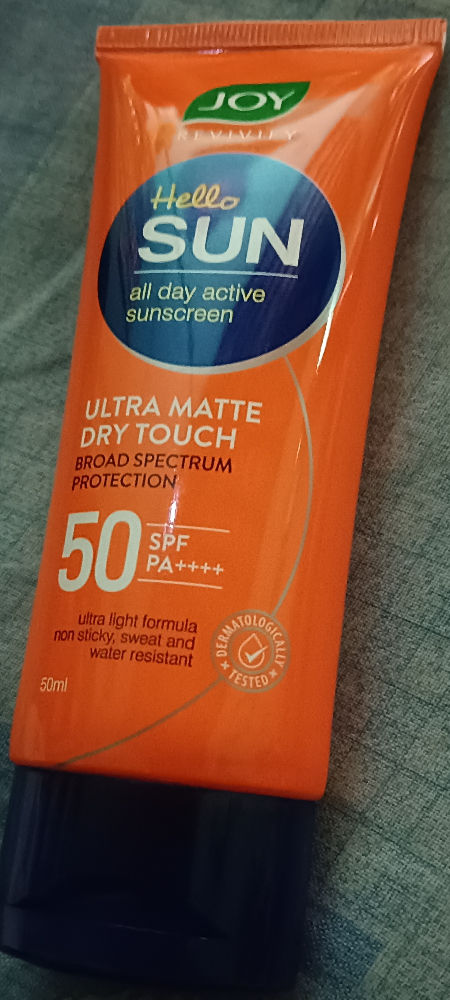 JOY
REVIVIFY
Hello
SUN
all day active
sunscreen
ULTRA MATTE
DRY TOUCH
BROAD SPECTRUM
PROTECTION
50 SPF
PA++++
ultra light formula
non sticky, sweat and
water resistant
DERMATOLOGICALLY
TESTED
50ml